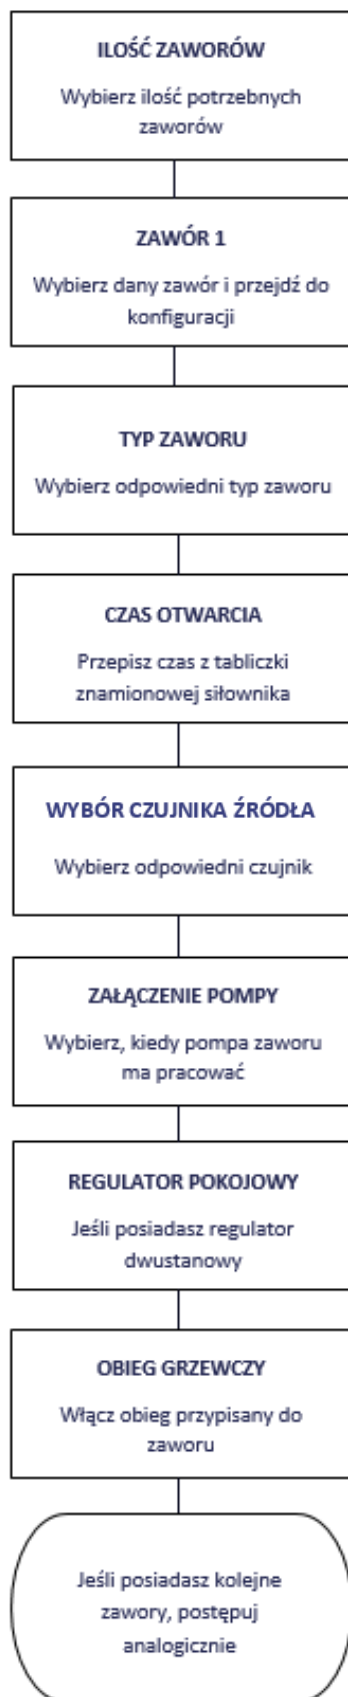 ILOŚĆ ZAWORÓW
Wybierz ilość potrzebnych
zaworów
ZAWÓR 1
Wybierz dany zawór i przejdź do
konfiguracji
TYP ZAWORU
Wybierz odpowiedni typ zaworu
CZAS OTWARCIA
Przepisz czas z tabliczki
znamionowej siłownika
WYBÓR CZUJNIKA ŹRÓDŁA
Wybierz odpowiedni czujnik
ZAŁĄCZENIE POMPY
Wybierz, kiedy pompa zaworu
ma pracować
REGULATOR POKOJOWY
Jeśli posiadasz regulator
dwustanowy
OBIEG GRZEWCZY
Włącz obieg przypisany do
zaworu
Jeśli posiadasz kolejne
zawory, postępuj
analogicznie